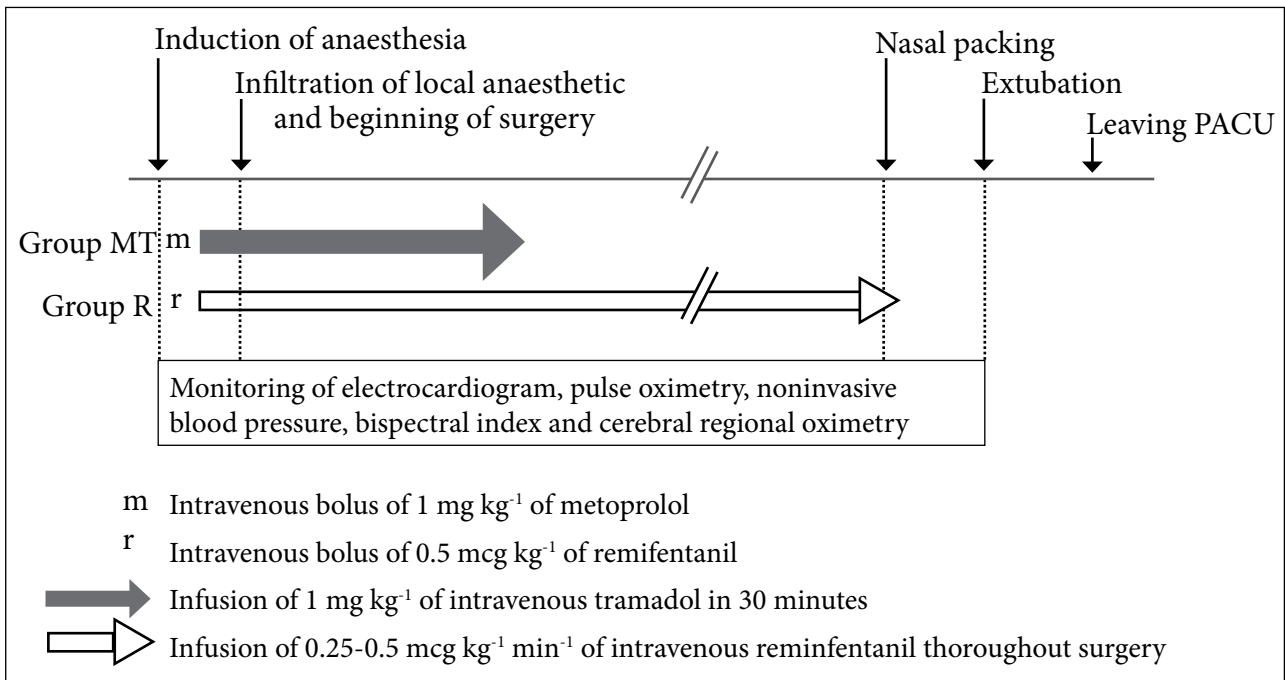 Induction of anaesthesia
Nasal packing
Infiltration of local anaesthetic
and beginning of surgery
Extubation
Leaving PACU
Group MT m
Group R r
Monitoring of electrocardiogram, pulse oximetry, noninvasive
blood pressure, bispectral index and cerebral regional oximetry
m Intravenous bolus of 1 mg kg⁻¹ of metoprolol
r Intravenous bolus of 0.5 mcg kg⁻¹ of remifentanil
Infusion of 1 mg kg⁻¹ of intravenous tramadol in 30 minutes
Infusion of 0.25-0.5 mcg kg⁻¹ min⁻¹ of intravenous reminfentanil thoroughout surgery